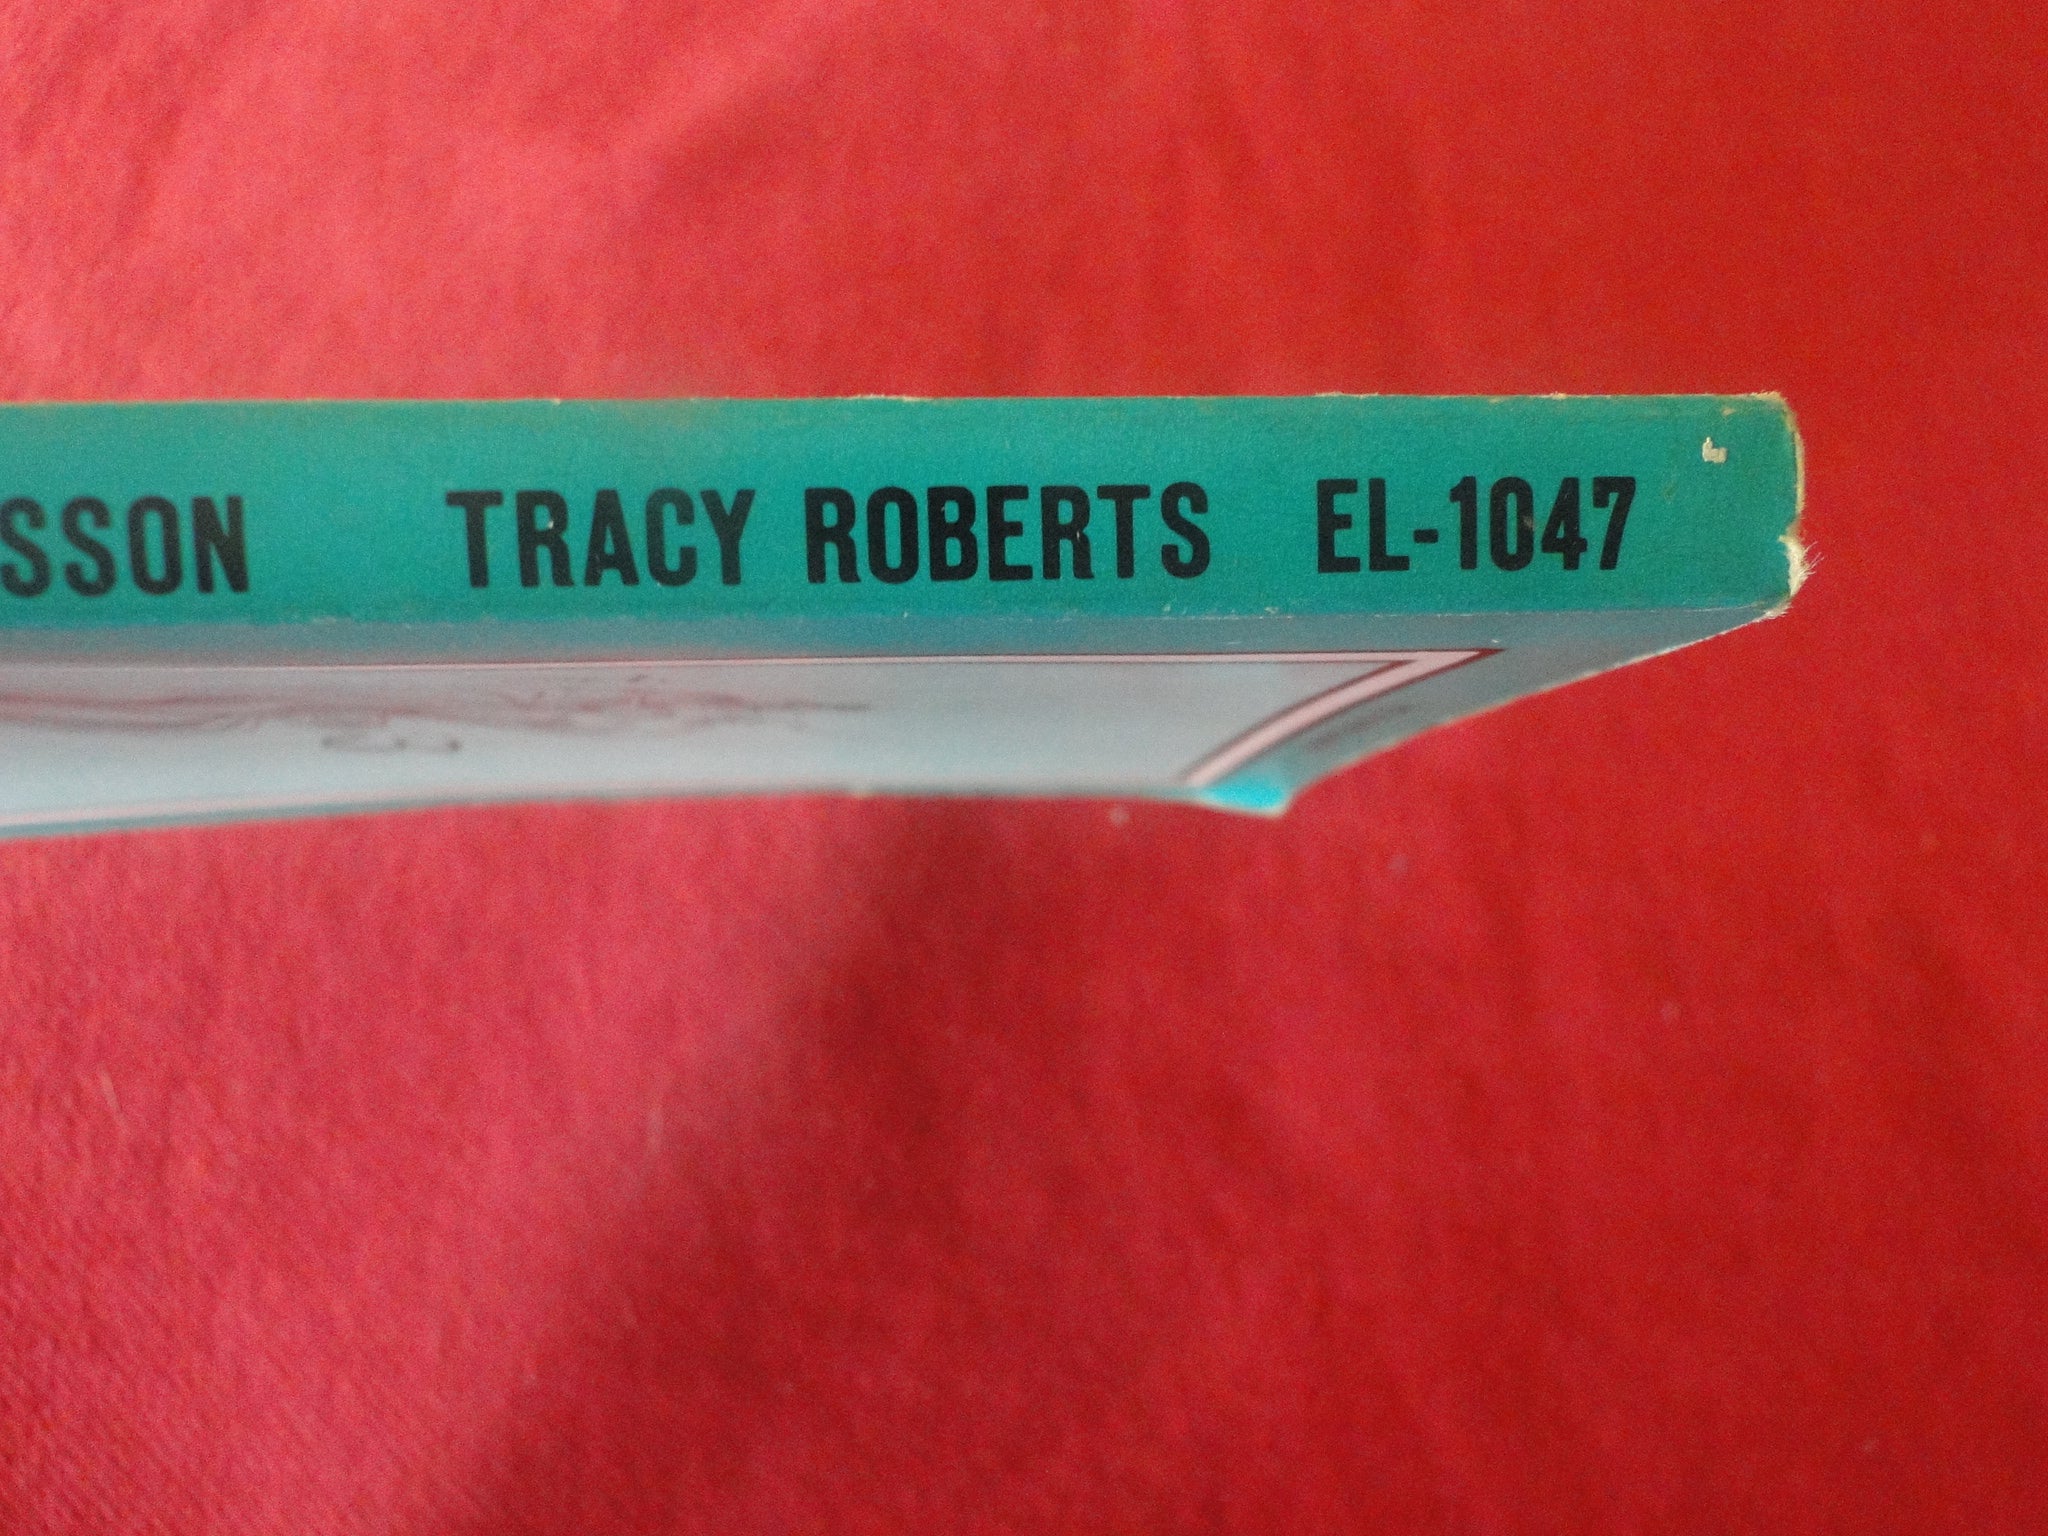 SSON TRACY ROBERTS EL-1047